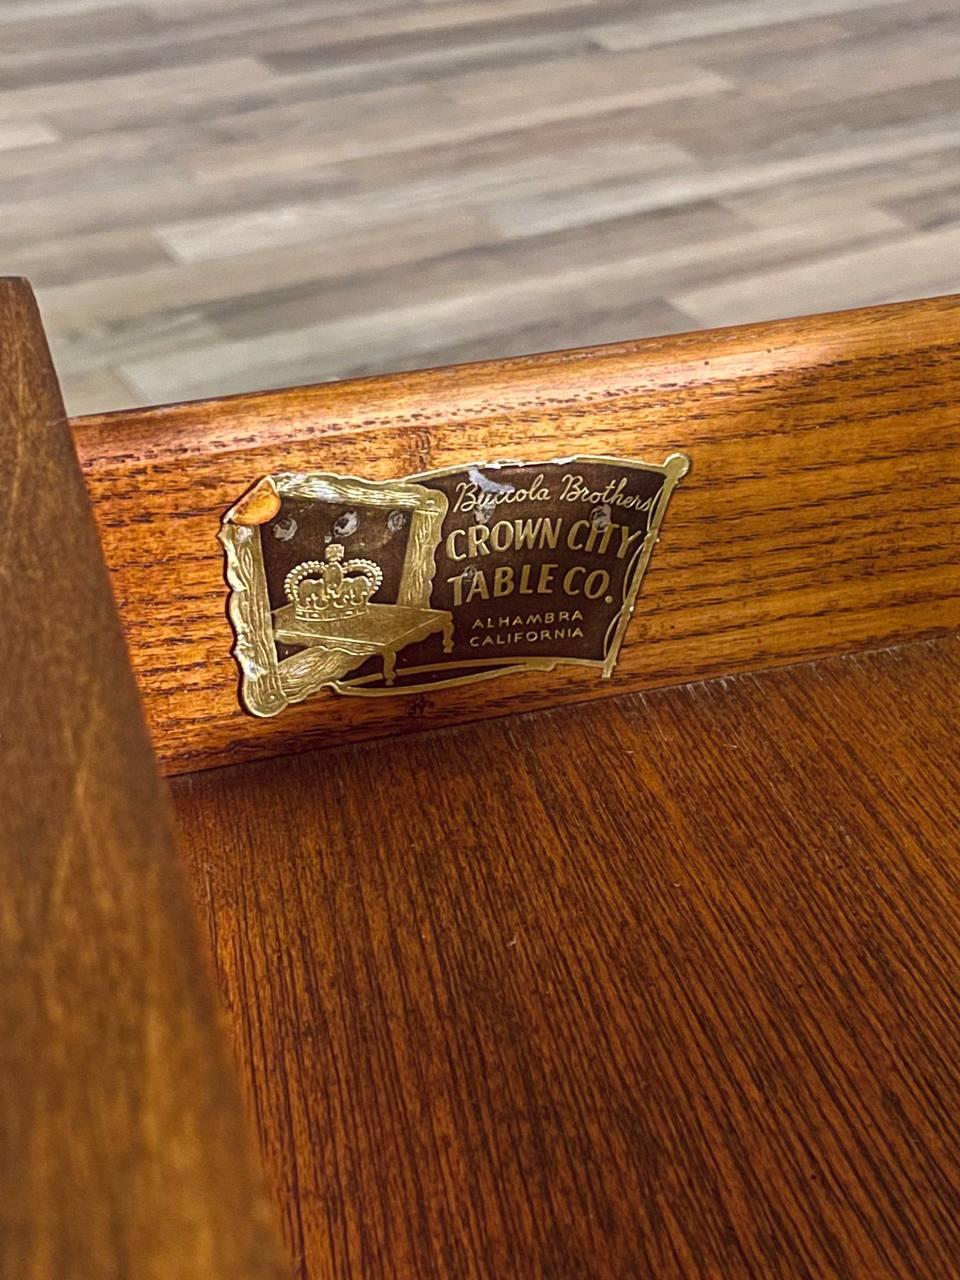 Buccola Brothers
CROWN CITY
TABLE CO.
ALHAMBRA
CALIFORNIA